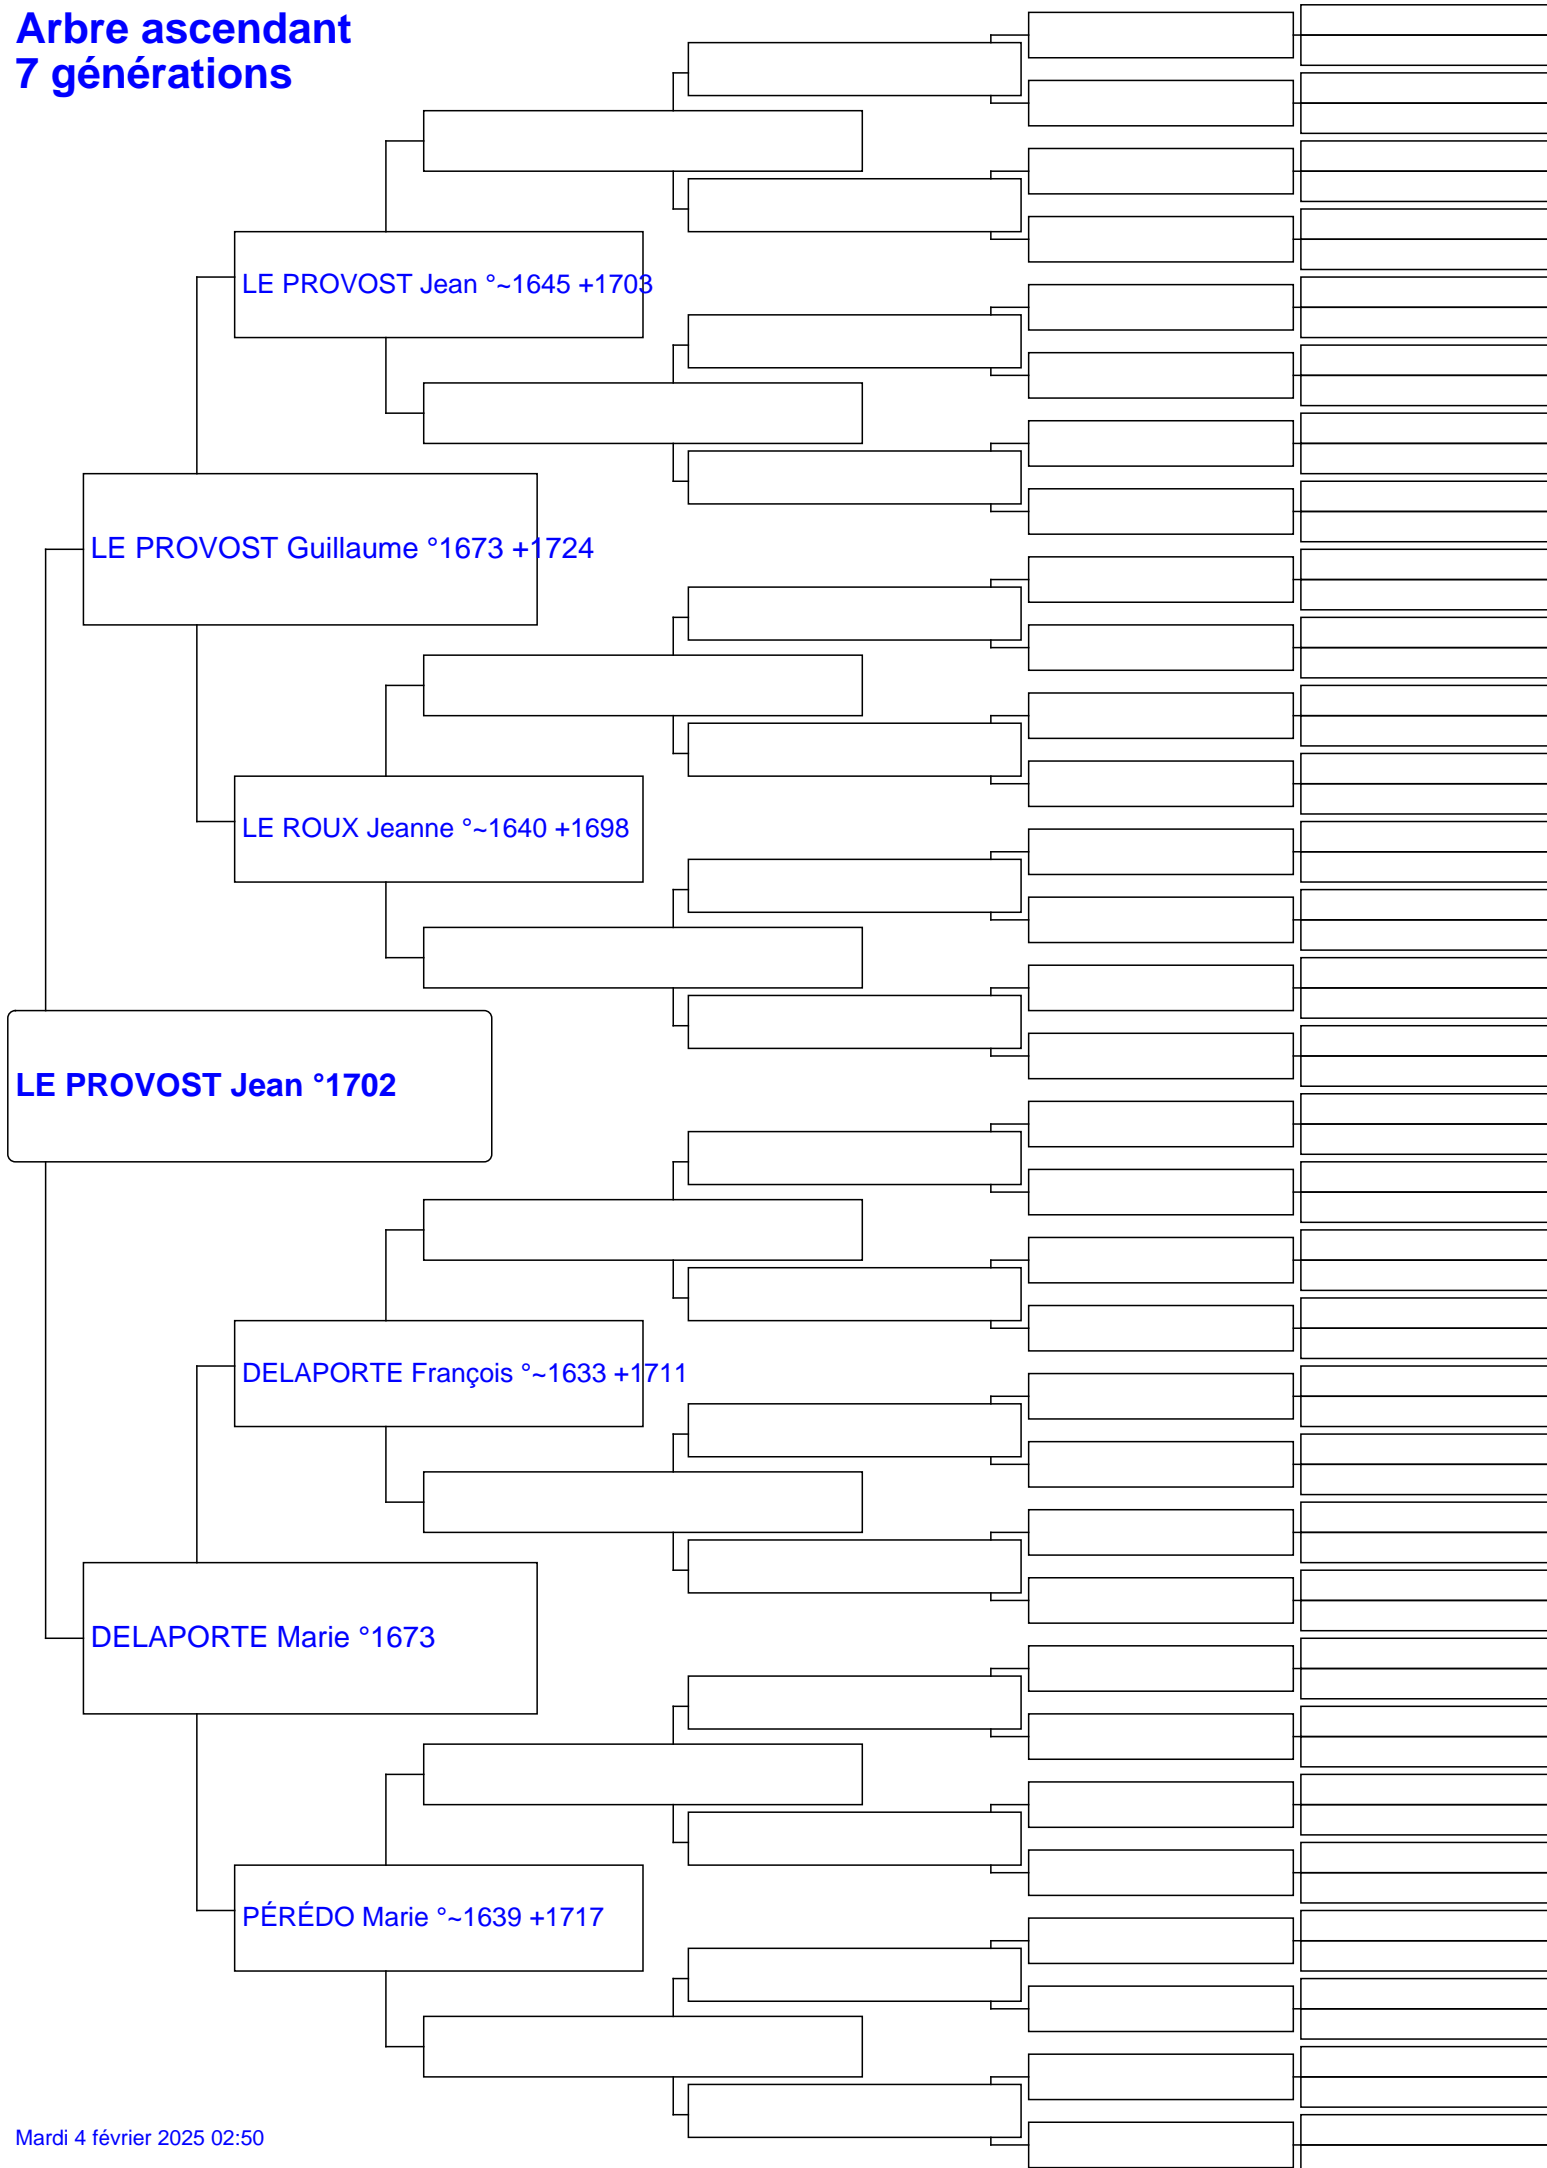 Arbre ascendant
7 générations
LE PROVOST Jean °~1645 +1703
LE PROVOST Guillaume °1673 +1724
LE ROUX Jeanne °~1640 +1698
LE PROVOST Jean °1702
DELAPORTE François °~1633 +1711
DELAPORTE Marie °1673
PÉRÉDO Marie °~1639 +1717
Mardi 4 février 2025 02:50